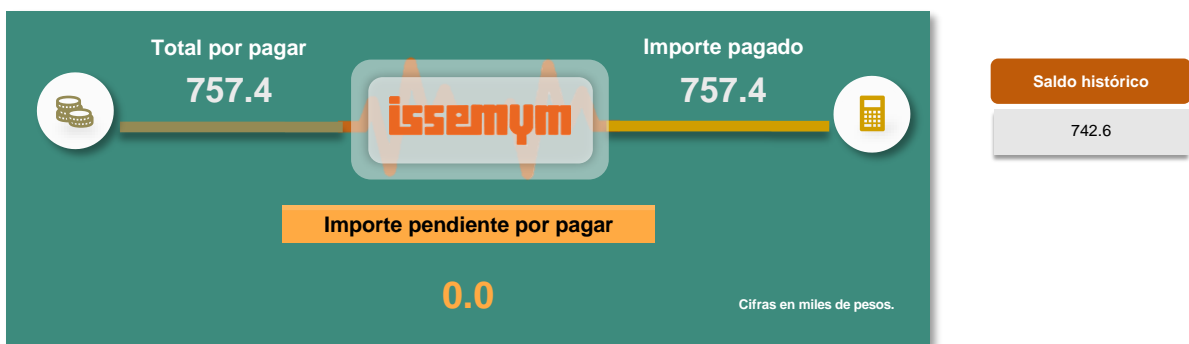 Total por pagar
757.4
issemym
Importe pagado
757.4
Importe pendiente por pagar
0.0
Cifras en miles de pesos.
Saldo histórico
742.6